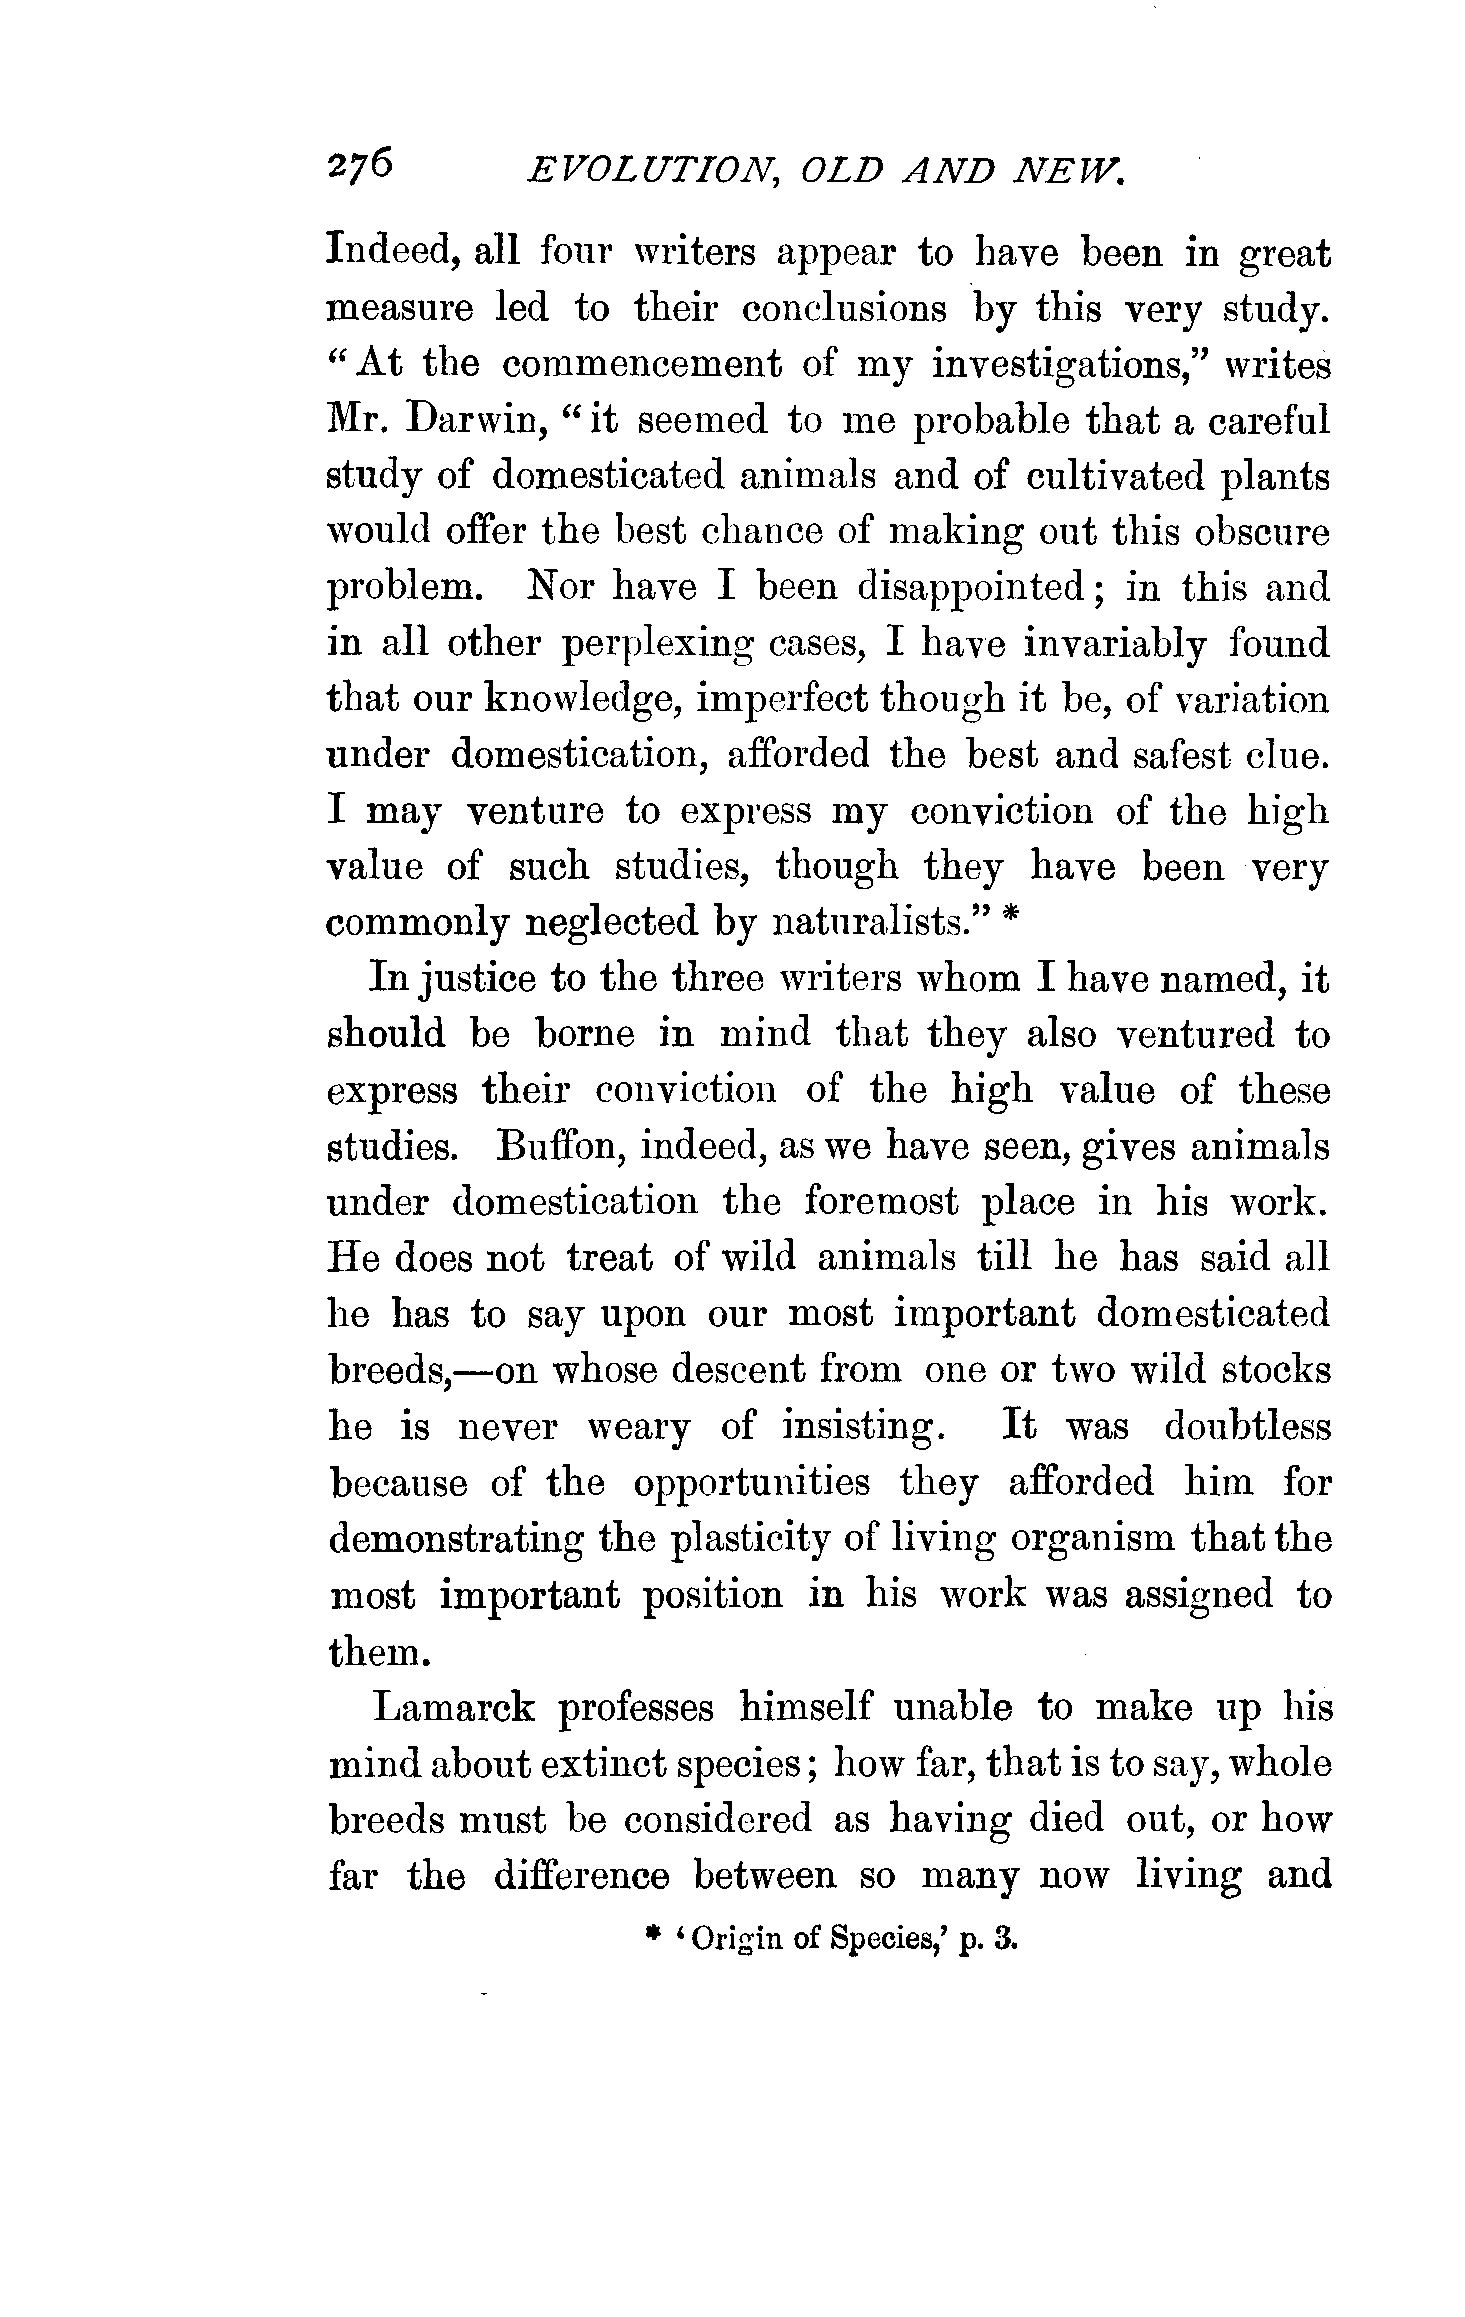 276 EVOLUTION, OLD AND NEW.
Indeed, all four writers appear to have been in great
measure led to their conclusions by this very study.
“At the commencement of my investigations,” writes
Mr. Darwin, “it seemed to me probable that a careful
study of domesticated animals and of cultivated plants
would offer the best chance of making out this obscure
problem. Nor have I been disappointed; in this and
in all other perplexing cases, I have invariably found
that our knowledge, imperfect though it be, of variation
under domestication, afforded the best and safest clue.
I may venture to express my conviction of the high
value of such studies, though they have been very
commonly neglected by naturalists.” *
In justice to the three writers whom I have named, it
should be borne in mind that they also ventured to
express their conviction of the high value of these
studies. Buffon, indeed, as we have seen, gives animals
under domestication the foremost place in his work.
He does not treat of wild animals till he has said all
he has to say upon our most important domesticated
breeds,—on whose descent from one or two wild stocks
he is never weary of insisting. It was doubtless
because of the opportunities they afforded him for
demonstrating the plasticity of living organism that the
most important position in his work was assigned to
them.
Lamarck professes himself unable to make up his
mind about extinct species; how far, that is to say, whole
breeds must be considered as having died out, or how
far the difference between so many now living and
* ‘Origin of Species,’ p. 3.